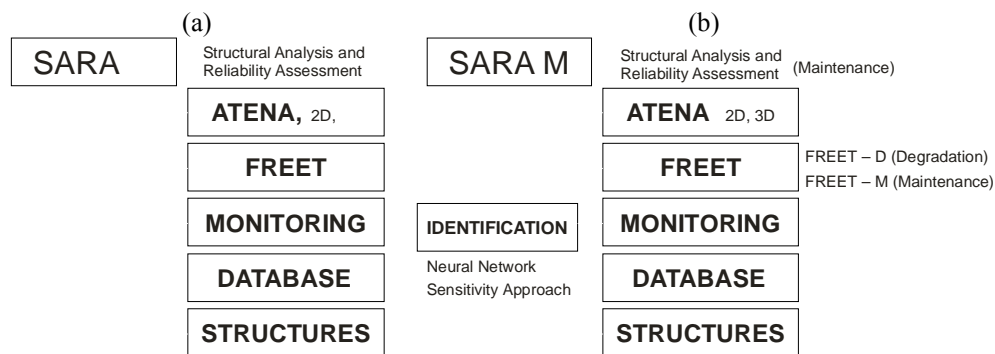 (a)
SARA
Structural Analysis and
Reliability Assessment
ATENA, 2D,
FREET
MONITORING
DATABASE
STRUCTURES
(b)
SARA M
Structural Analysis and
Reliability Assessment (Maintenance)
ATENA 2D, 3D
FREET
FREET – D (Degradation)
FREET – M (Maintenance)
IDENTIFICATION
Neural Network
Sensitivity Approach
MONITORING
DATABASE
STRUCTURES